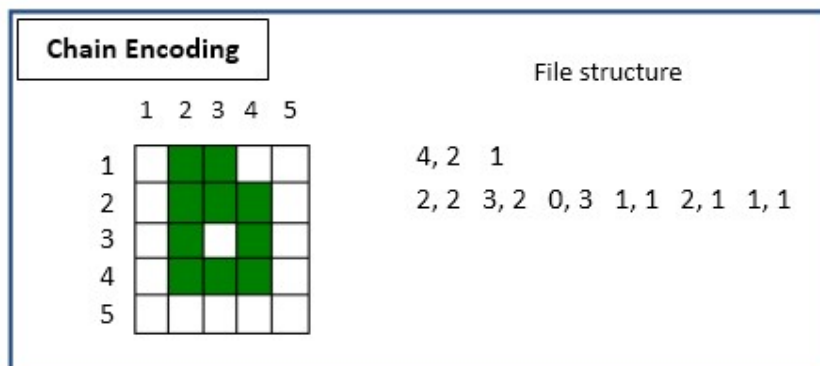 Chain Encoding
File structure
1 2 3 4 5
1
2
3
4
5
4, 2 1
2, 2 3, 2 0, 3 1, 1 2, 1 1, 1